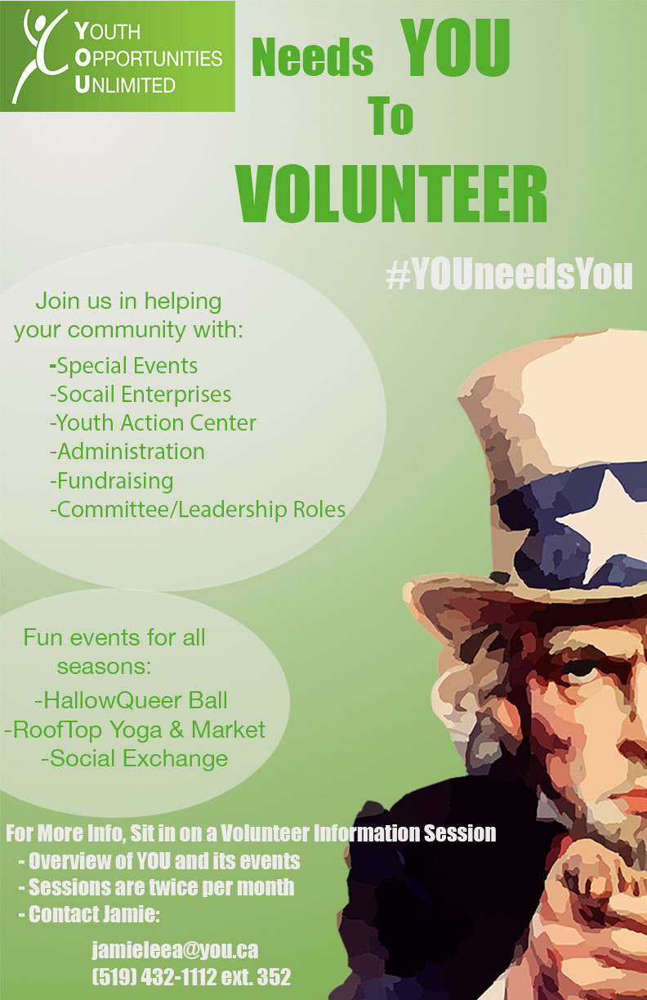 YOUTH
OPPORTUNITIES
UNLIMITED
Needs YOU
To
VOLUNTEER
#YOUneedsYou
Join us in helping
your community with:
-Special Events
-Socail Enterprises
-Youth Action Center
-Administration
-Fundraising
-Committee/Leadership Roles
Fun events for all
seasons:
-HallowQueer Ball
-RoofTop Yoga & Market
-Social Exchange
For More Info, Sit in on a Volunteer Information Session
- Overview of YOU and its events
- Sessions are twice per month
- Contact Jamie:
jamieleea@you.ca
(519) 432-1112 ext. 352